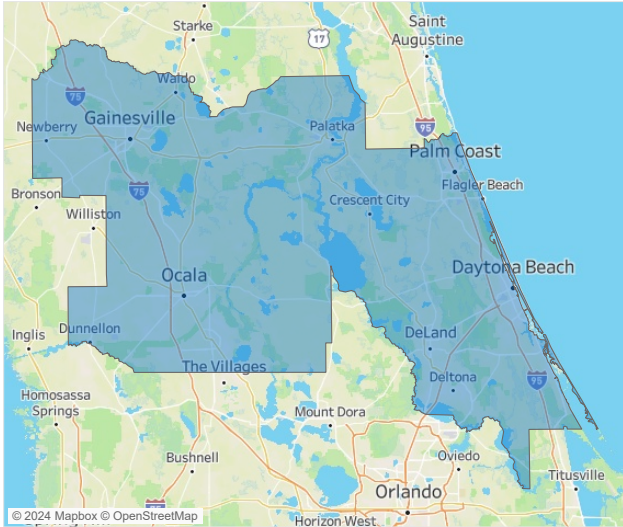 Saint
Augustine
Starke
17
Waldo
75
Gainesville
Newberry
Palatka
95
Palm Coast
Flagler Beach
75
Bronson
Crescent City
Williston
Ocala
Daytona Beach
Inglis
Dunnellon
DeLand
The Villages
Deltona
95
Homosassa
Springs
Mount Dora
Bushnell
Oviedo
Titusville
Orlando
© 2024 Mapbox © OpenStreetMap
Horizon West